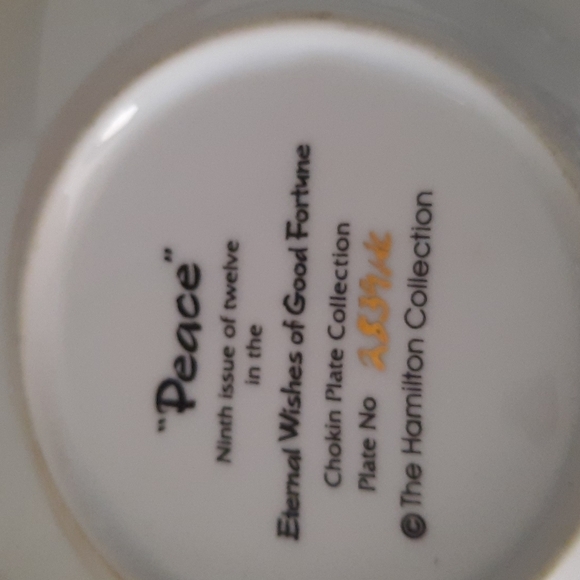 "Peace"
Ninth issue of twelve
in the
Eternal Wishes of Good Fortune
Chokin Plate Collection
Plate No
© The Hamilton Collection